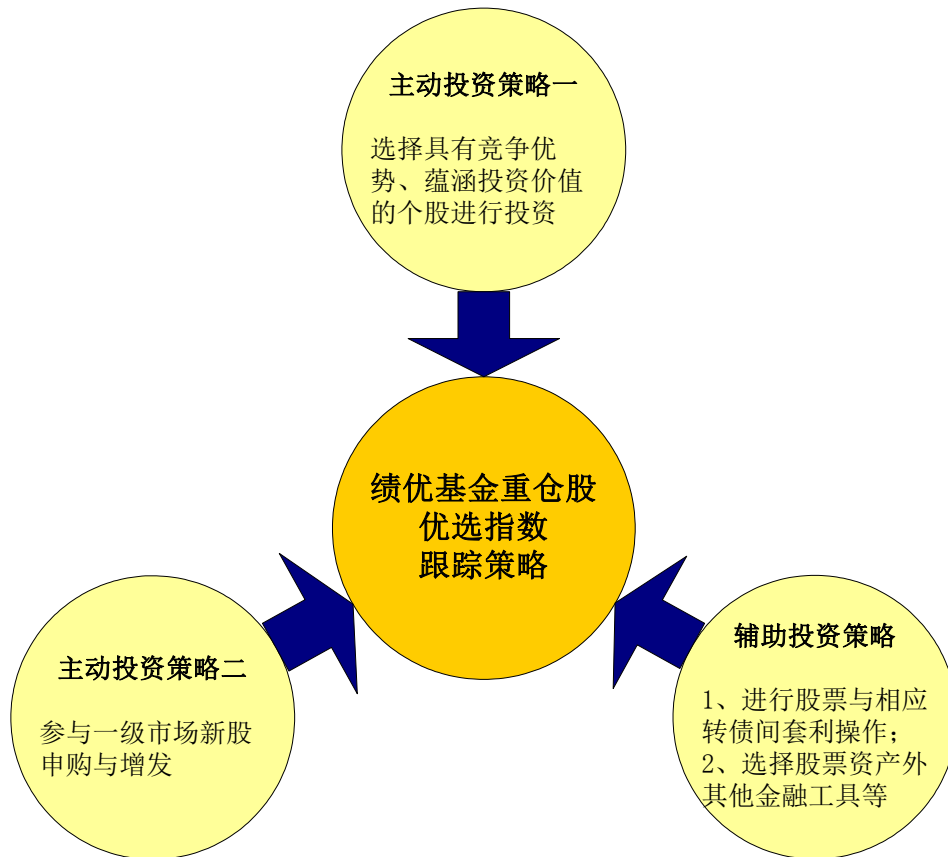 主动投资策略一
选择具有竞争优
势、蕴涵投资价值
的个股进行投资
绩优基金重仓股
优选指数
跟踪策略
主动投资策略二
参与一级市场新股
申购与增发
辅助投资策略
1、进行股票与相应
转债间套利操作；
2、选择股票资产外
其他金融工具等